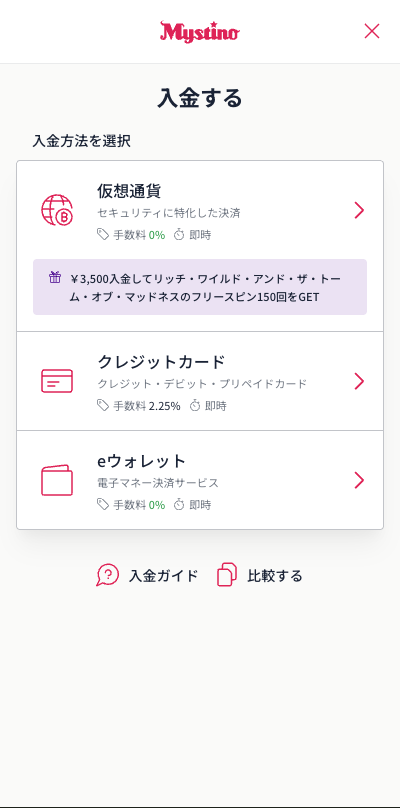 Mystino
入金する
入金方法を選択
仮想通貨
セキュリティに特化した決済
手数料 0% 即時
￥3,500入金してリッチ・ワイルド・アンド・ザ・トー
ム・オブ・マッドネスのフリースピン150回をGET
クレジットカード
クレジット・デビット・プリペイドカード
手数料 2.25% 即時
eウォレット
電子マネー決済サービス
手数料 0% 即時
入金ガイド 比較する